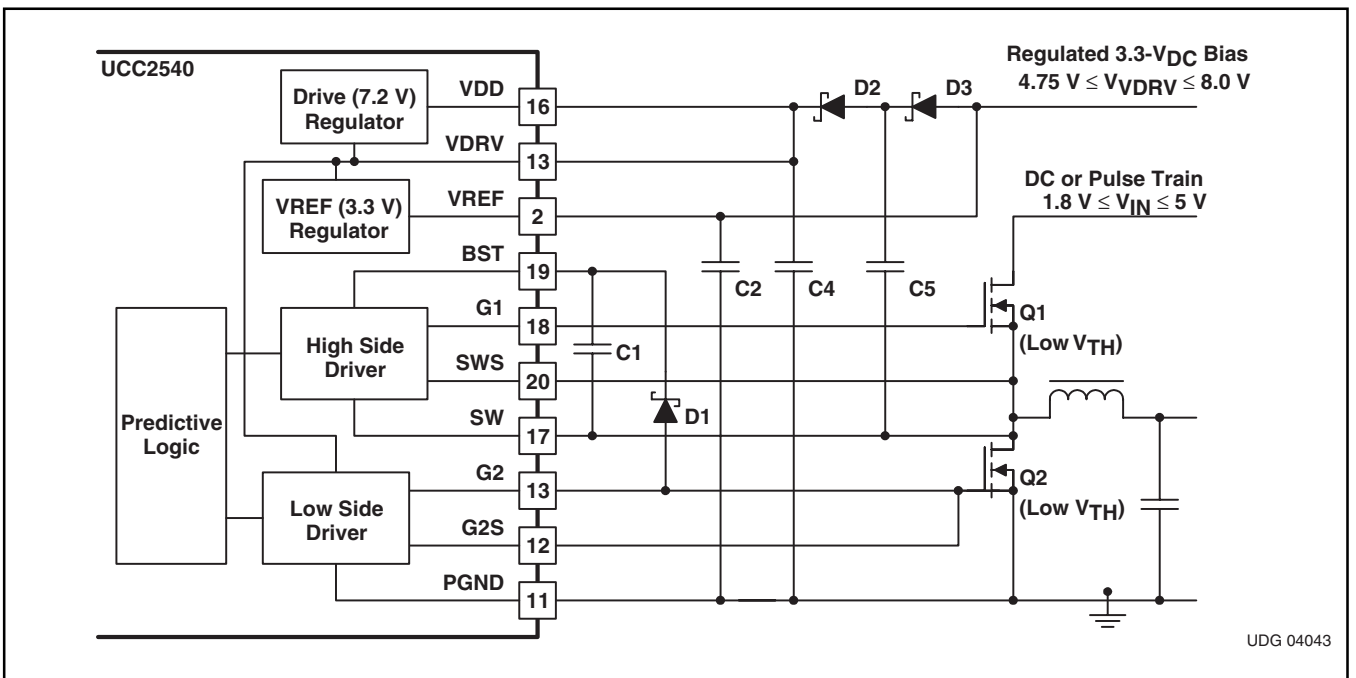 UCC2540
Drive (7.2 V)
Regulator
VREF (3.3 V)
Regulator
Predictive
Logic
High Side
Driver
Low Side
Driver
VDD
16
VDRV
13
VREF
2
BST
19
G1
18
SWS
20
SW
17
G2
13
G2S
12
PGND
11
C1
D1
C2
C4
C5
D2
D3
Regulated 3.3-VDC Bias
4.75 V ≤ VVDRV ≤ 8.0 V
DC or Pulse Train
1.8 V ≤ VIN ≤ 5 V
Q1
(Low VTH)
Q2
(Low VTH)
UDG 04043